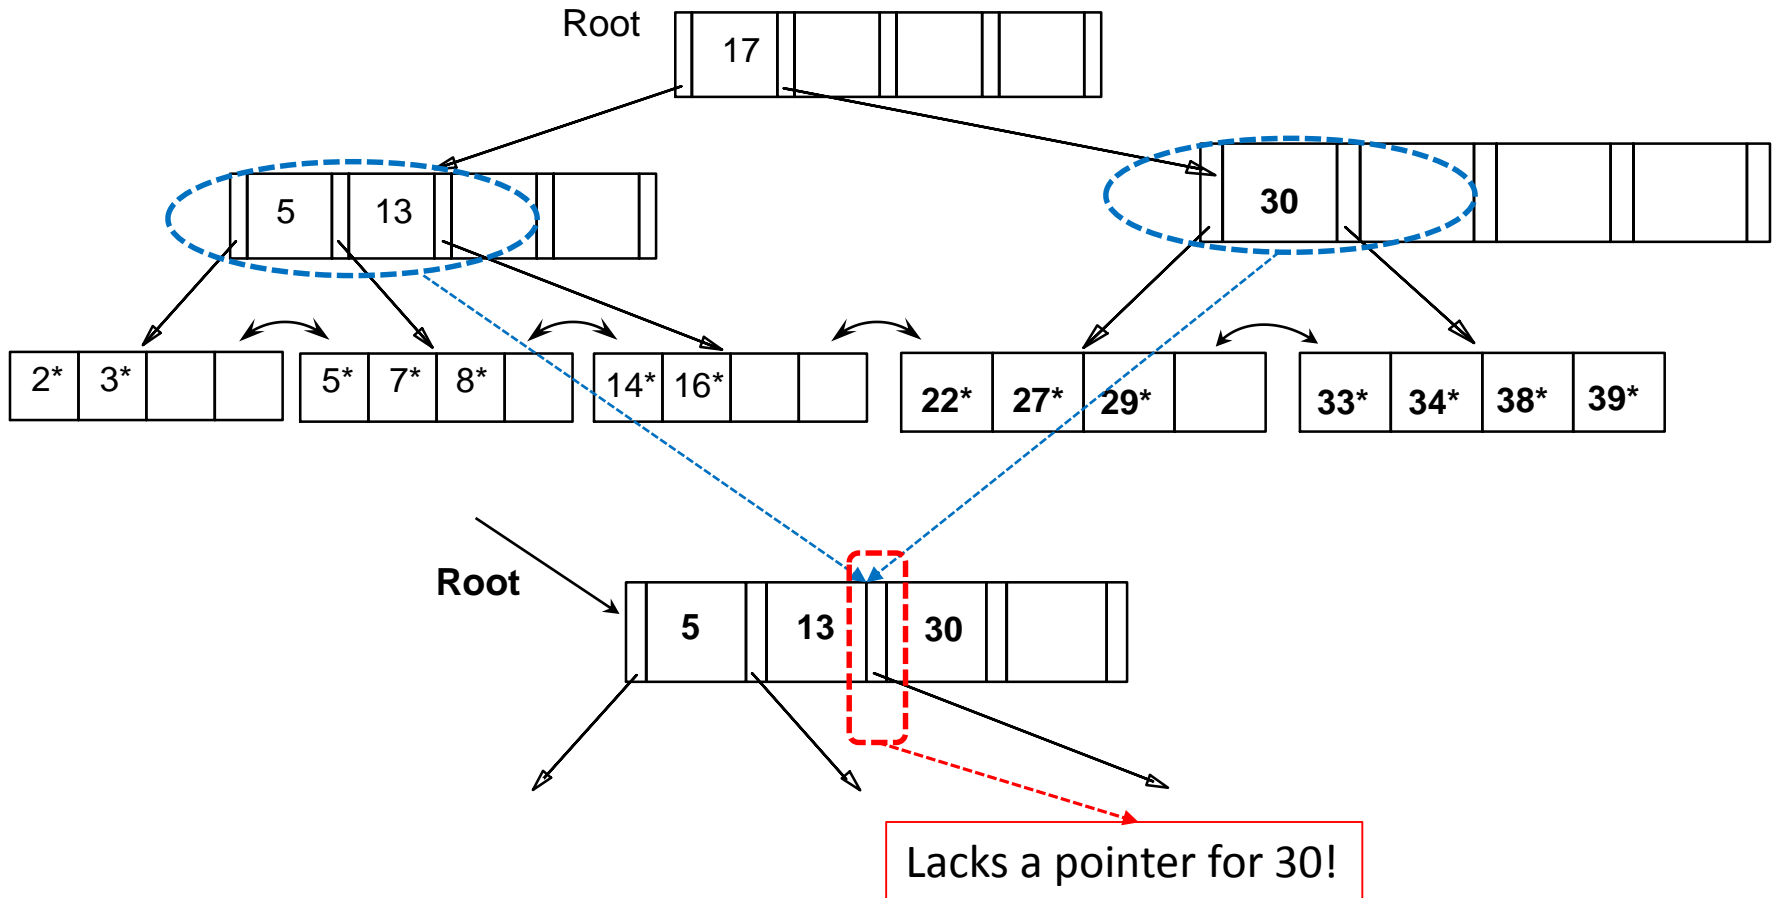 Root
17
5 13
30
2* 3*
5* 7* 8*
14* 16*
22* 27* 29*
33* 34* 38* 39*
Root
5 13 30
Lacks a pointer for 30!